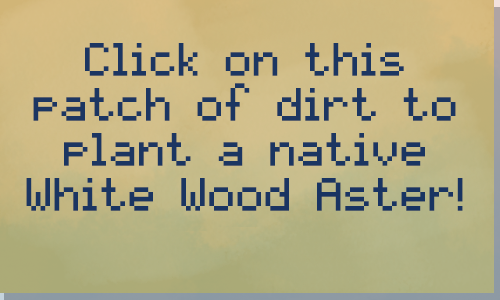 Click on this
patch of dirt to
plant a native
White Wood Aster!